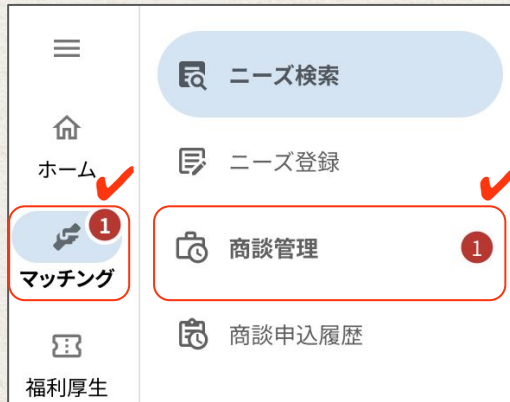 ホーム
1
マッチング
福利厚生
ニーズ検索
ニーズ登録
商談管理
1
商談申込履歴